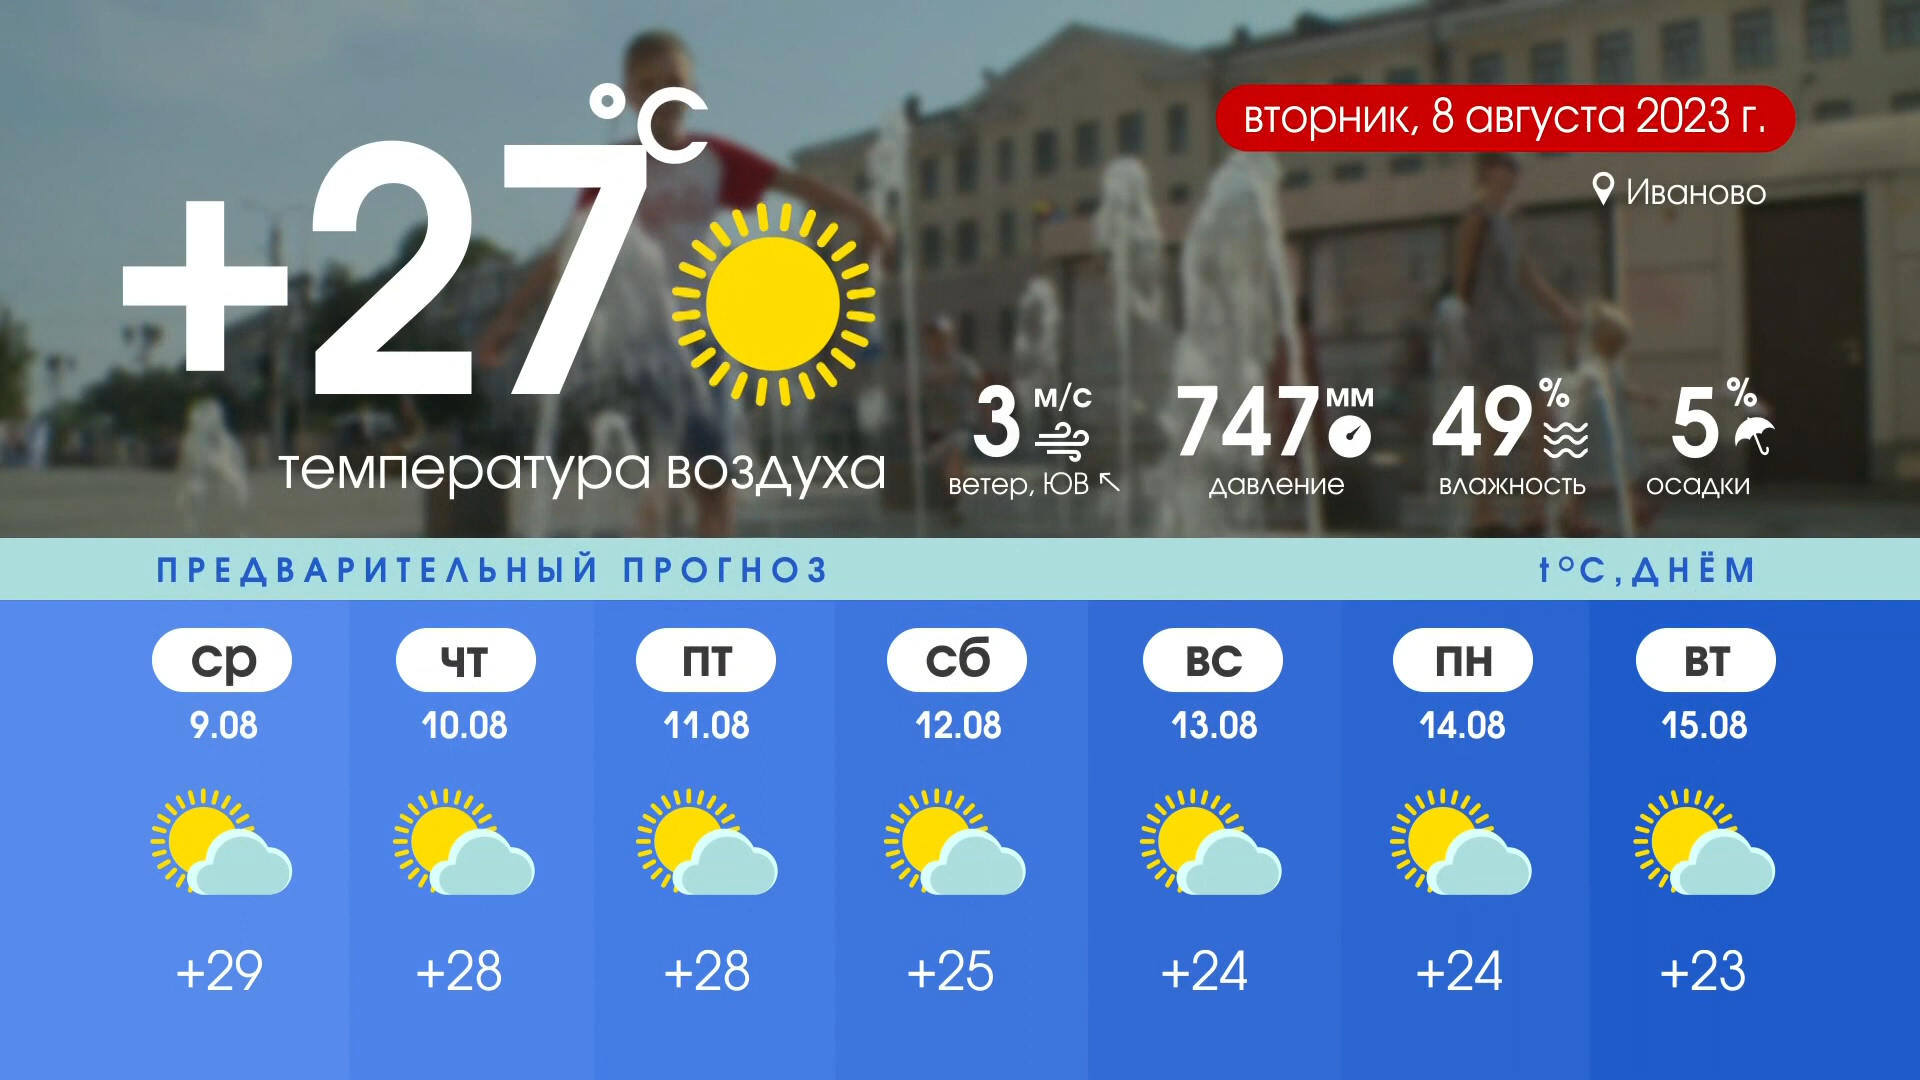 +27°C
температура воздуха
вторник, 8 августа 2023 г.
Иваново
3 м/с
ветер, ЮВ ↖
747 мм
давление
49 %
влажность
5 %
осадки
ПРЕДВАРИТЕЛЬНЫЙ ПРОГНОЗ
t°C, ДНЁМ
ср
9.08
+29
чт
10.08
+28
пт
11.08
+28
сб
12.08
+25
вс
13.08
+24
пн
14.08
+24
вт
15.08
+23